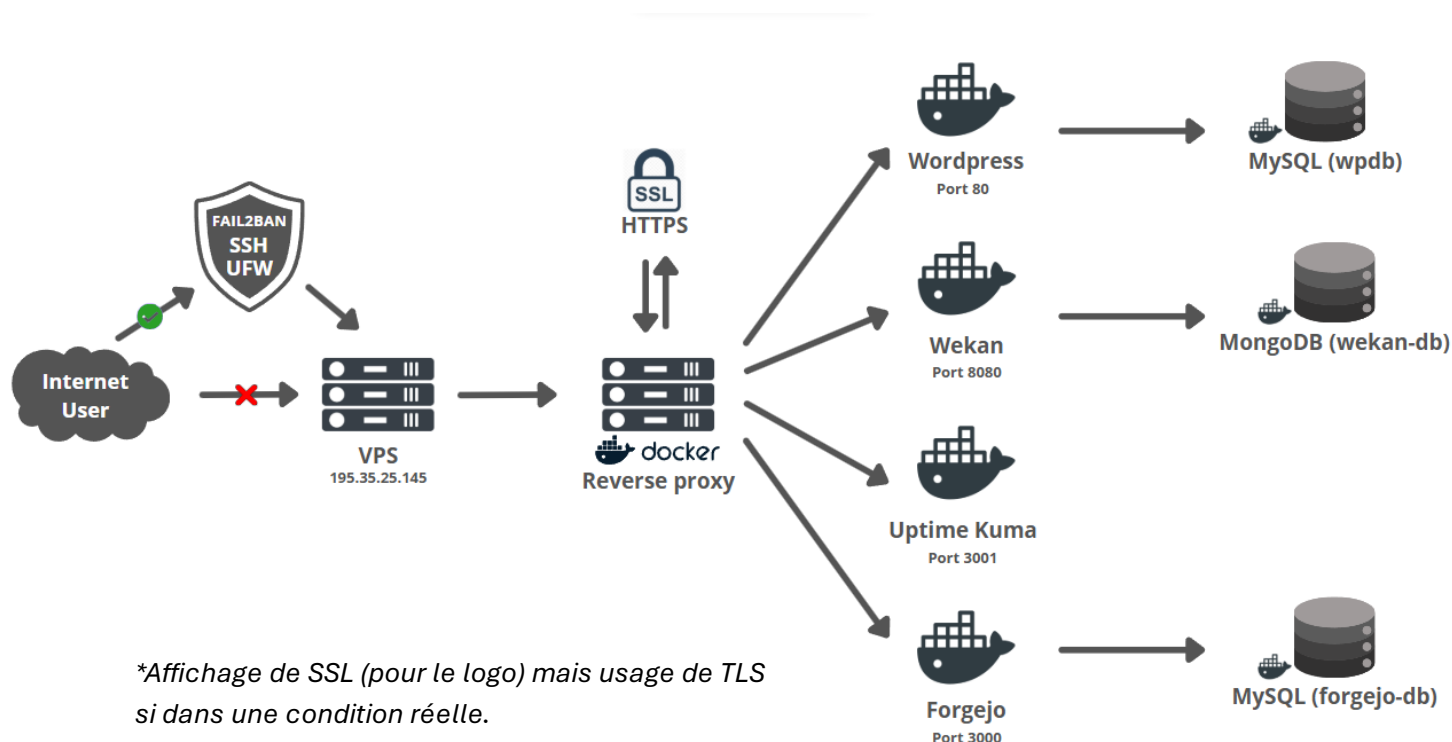 Wordpress
Port 80
MySQL (wpdb)
SSL
HTTPS
FAIL2BAN
SSH
UFW
Wekan
Port 8080
MongoDB (wekan-db)
Internet
User
VPS
195.35.25.145
docker
Reverse proxy
Uptime Kuma
Port 3001
Forgejo
Port 3000
MySQL (forgejo-db)
*Affichage de SSL (pour le logo) mais usage de TLS
si dans une condition réelle.